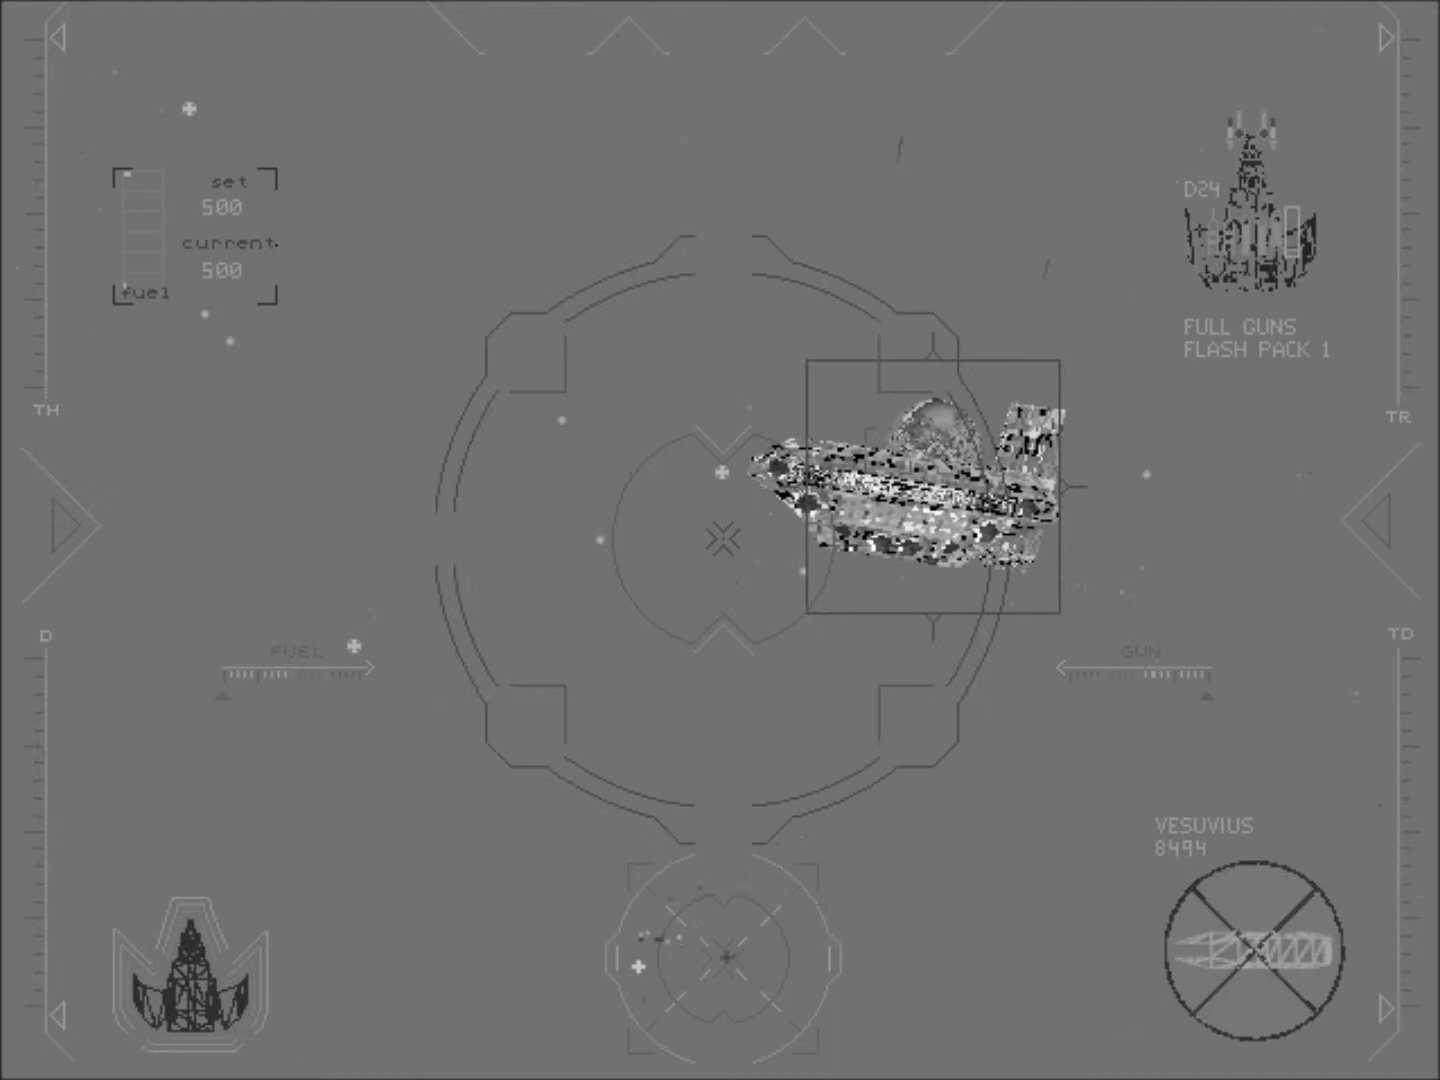 set
500
current
500
fuel
D24
FULL GUNS
FLASH PACK 1
TH
TR
D
TD
FUEL
GUN
VESUVIUS
8494